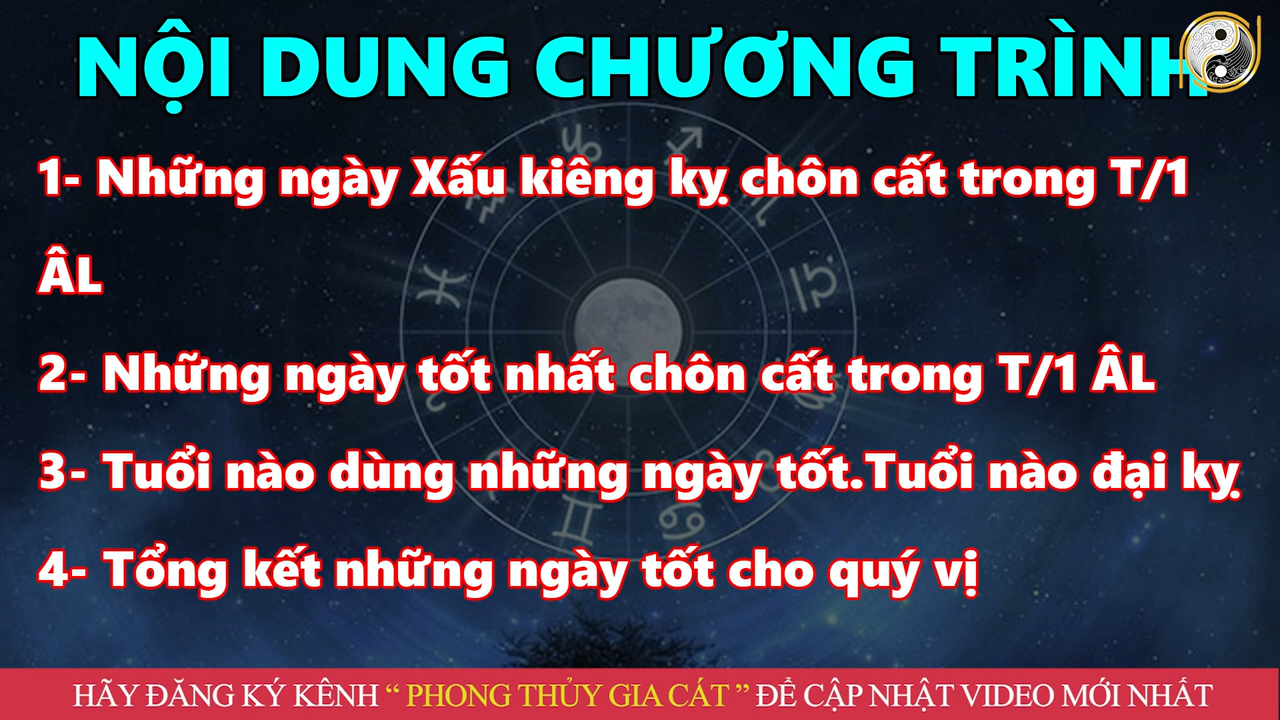 NỘI DUNG CHƯƠNG TRÌNH
1- Những ngày Xấu kiêng kỵ chôn cất trong T/1
ÂL
2- Những ngày tốt nhất chôn cất trong T/1 ÂL
3- Tuổi nào dùng những ngày tốt.Tuổi nào đại kỵ
4- Tổng kết những ngày tốt cho quý vị
HÃY ĐĂNG KÝ KÊNH “ PHONG THỦY GIA CÁT ” ĐỂ CẬP NHẬT VIDEO MỚI NHẤT